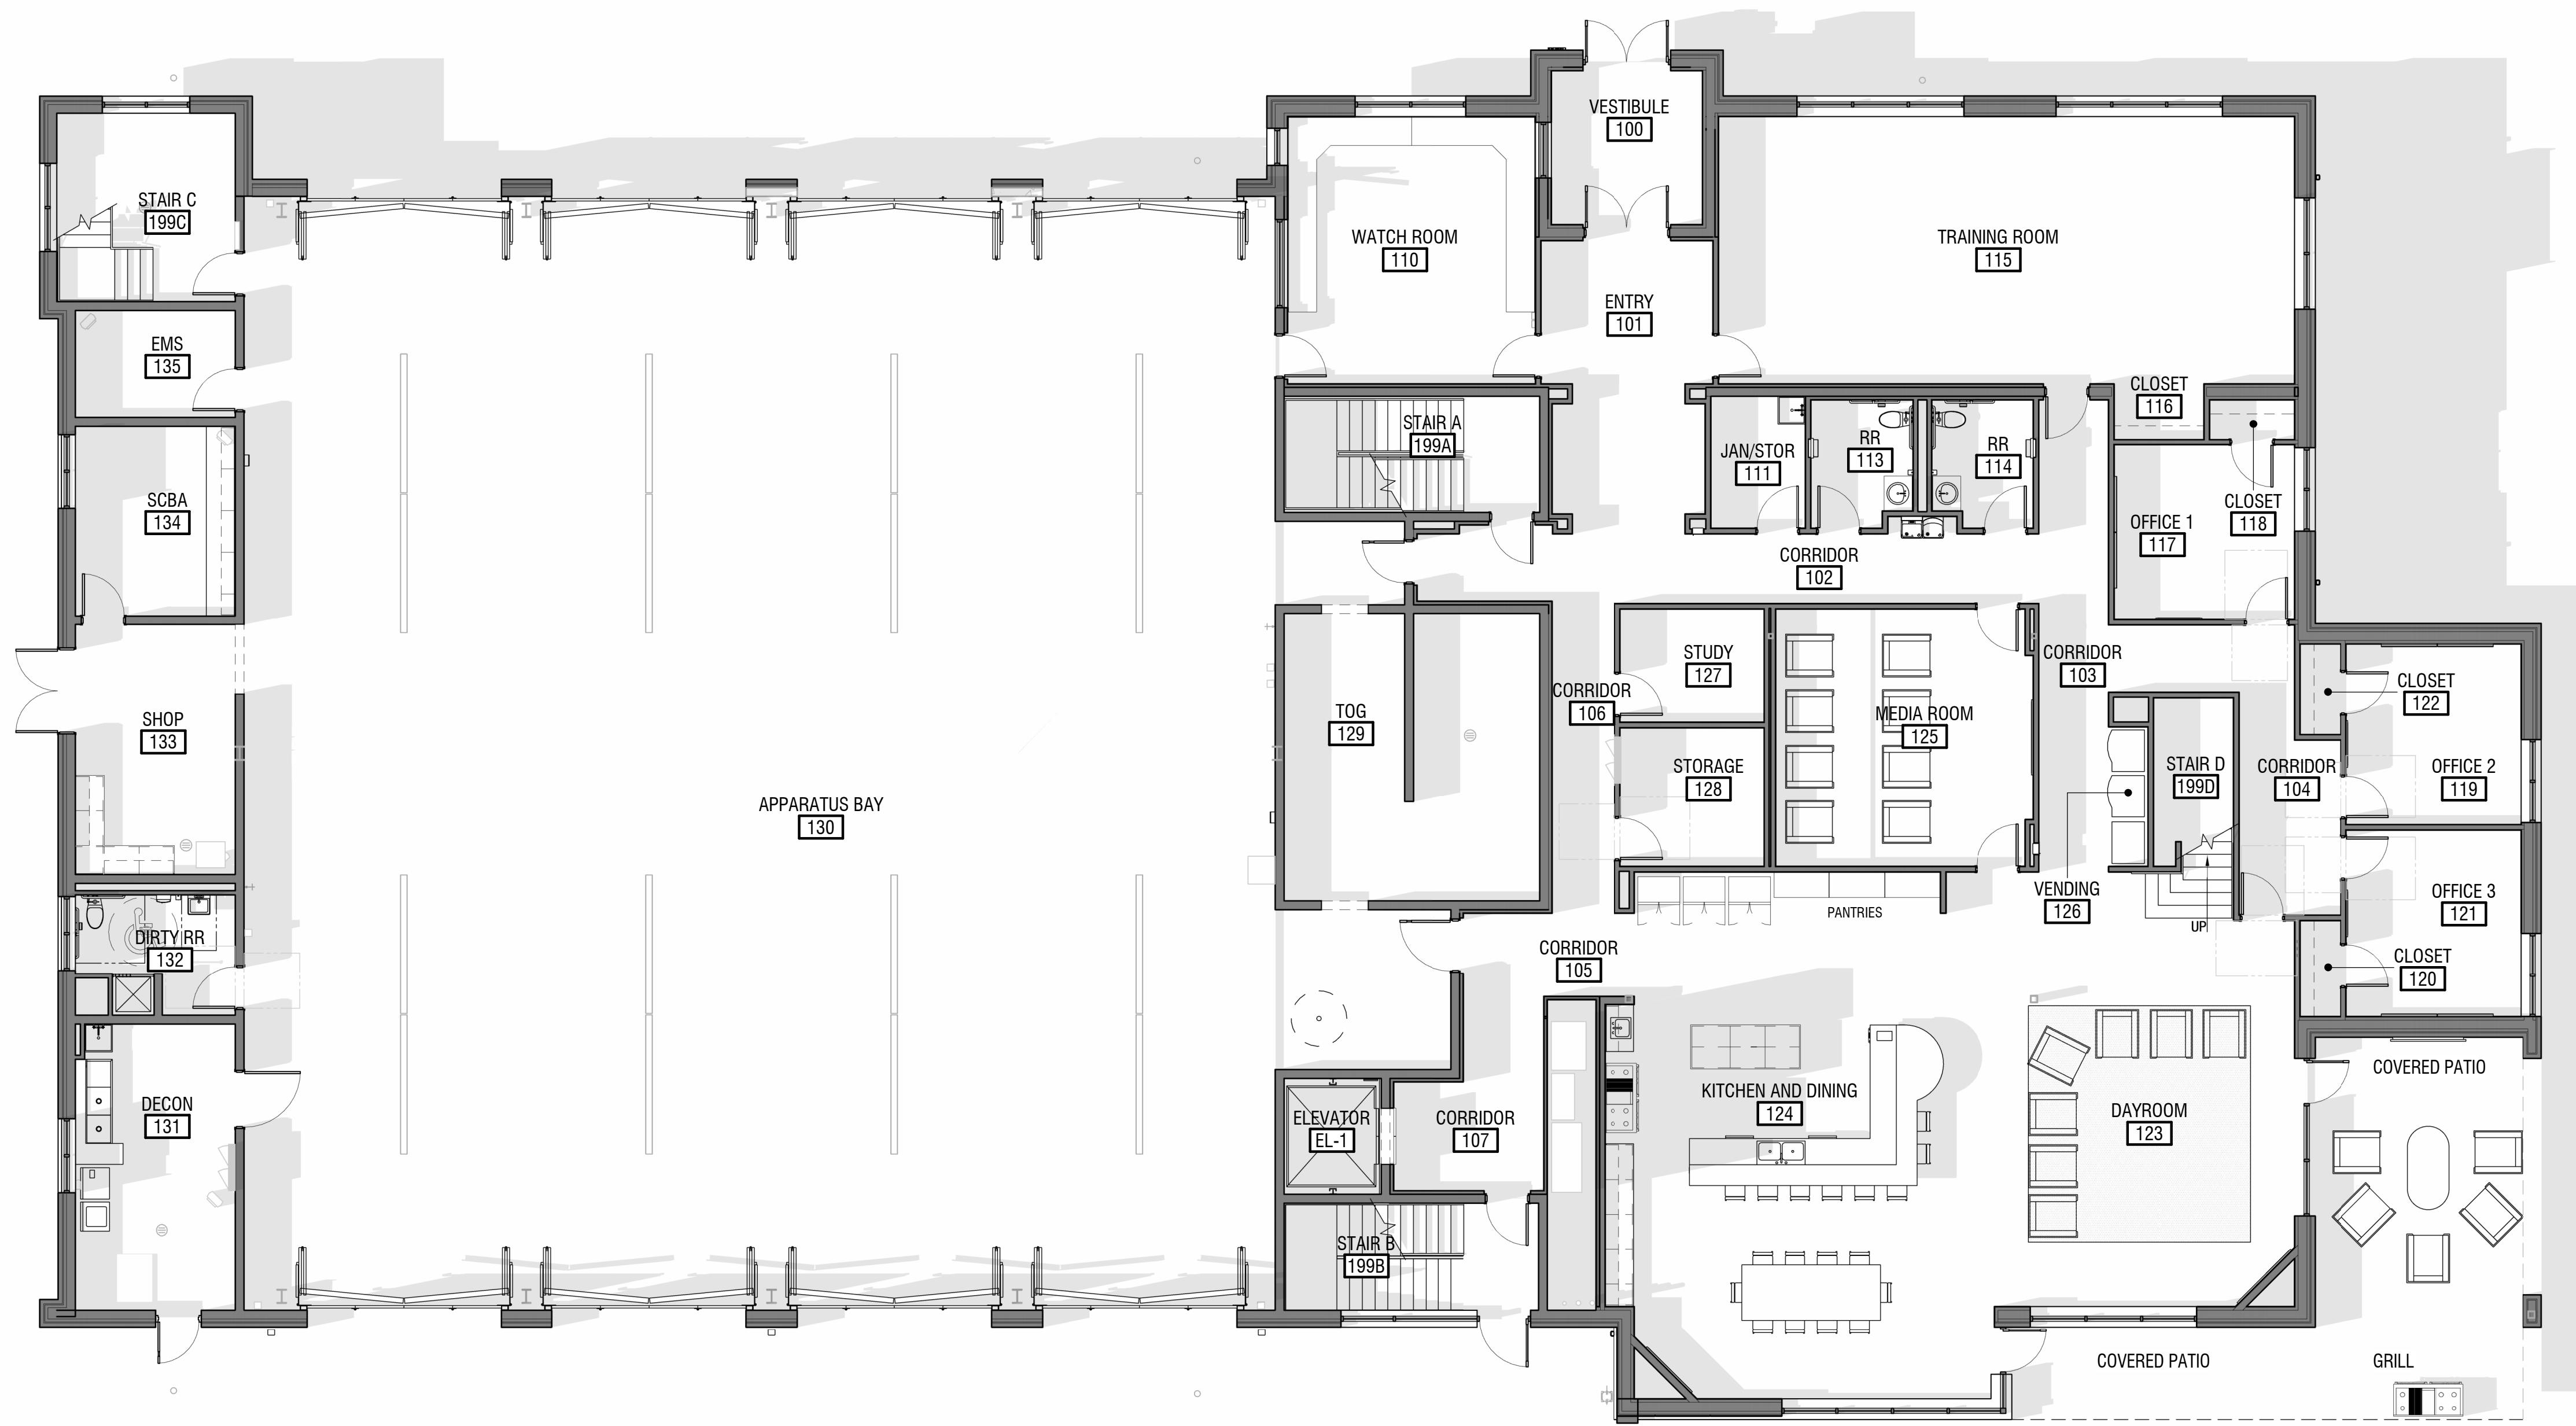 VESTIBULE
100
STAIR C
199C
WATCH ROOM
110
TRAINING ROOM
115
ENTRY
101
EMS
135
CLOSET
116
STAIR A
199A
JAN/STOR
111
RR
113
RR
114
SCBA
134
OFFICE 1
117
CLOSET
118
CORRIDOR
102
STUDY
127
CORRIDOR
103
CORRIDOR
106
CLOSET
122
SHOP
133
TOG
129
MEDIA ROOM
125
STORAGE
128
STAIR D
199D
CORRIDOR
104
OFFICE 2
119
APPARATUS BAY
130
VENDING
126
PANTRIES
UP
OFFICE 3
121
DIRTY RR
132
CORRIDOR
105
CLOSET
120
COVERED PATIO
KITCHEN AND DINING
124
DECON
131
ELEVATOR
EL-1
CORRIDOR
107
DAYROOM
123
STAIR B
199B
COVERED PATIO
GRILL